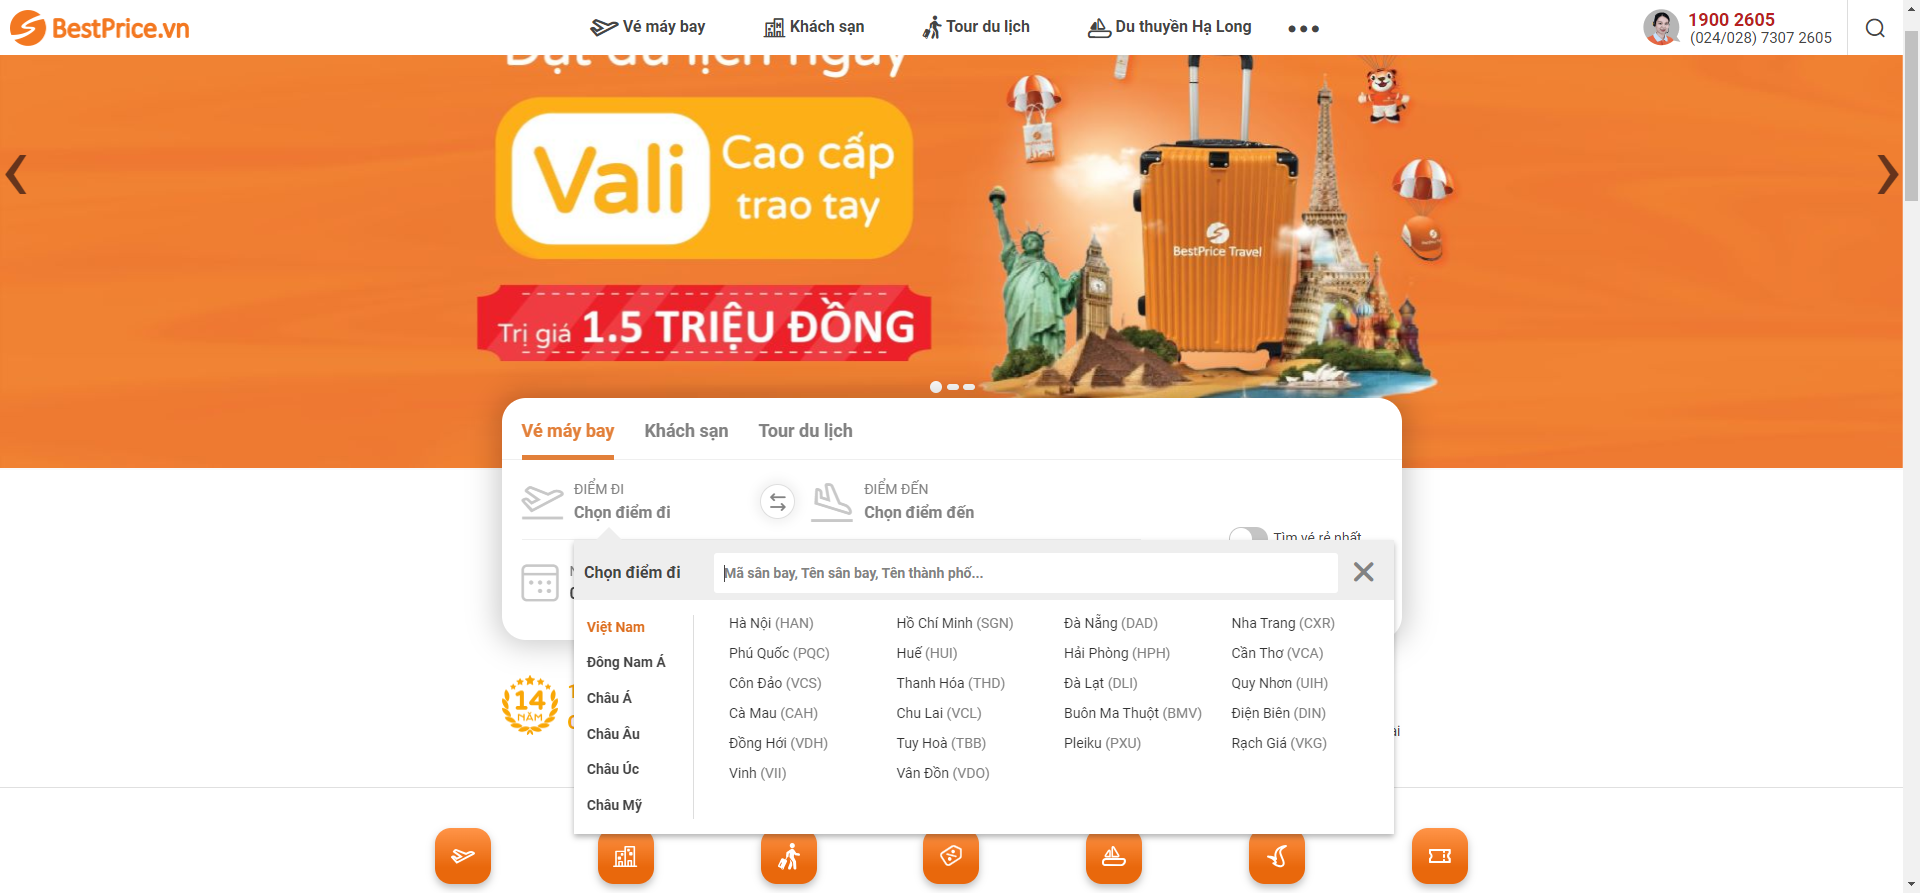 BestPrice.vn
Vé máy bay
Khách sạn
Tour du lịch
Du thuyền Hạ Long
1900 2605
(024/028) 7307 2605
Đặt du lịch ngay
Vali
Cao cấp
trao tay
Trị giá 1.5 TRIỆU ĐỒNG
BestPrice Travel
Vé máy bay
Khách sạn
Tour du lịch
ĐIỂM ĐI
Chọn điểm đi
ĐIỂM ĐẾN
Chọn điểm đến
Tìm vé rẻ nhất
Chọn điểm đi
Mã sân bay, Tên sân bay, Tên thành phố...
Việt Nam
Đông Nam Á
Châu Á
Châu Âu
Châu Úc
Châu Mỹ
Hà Nội (HAN)
Hồ Chí Minh (SGN)
Đà Nẵng (DAD)
Nha Trang (CXR)
Phú Quốc (PQC)
Huế (HUI)
Hải Phòng (HPH)
Cần Thơ (VCA)
Côn Đảo (VCS)
Thanh Hóa (THD)
Đà Lạt (DLI)
Quy Nhơn (UIH)
Cà Mau (CAH)
Chu Lai (VCL)
Buôn Ma Thuột (BMV)
Điện Biên (DIN)
Đồng Hới (VDH)
Tuy Hoà (TBB)
Pleiku (PXU)
Rạch Giá (VKG)
Vinh (VII)
Vân Đồn (VDO)
14
NĂM